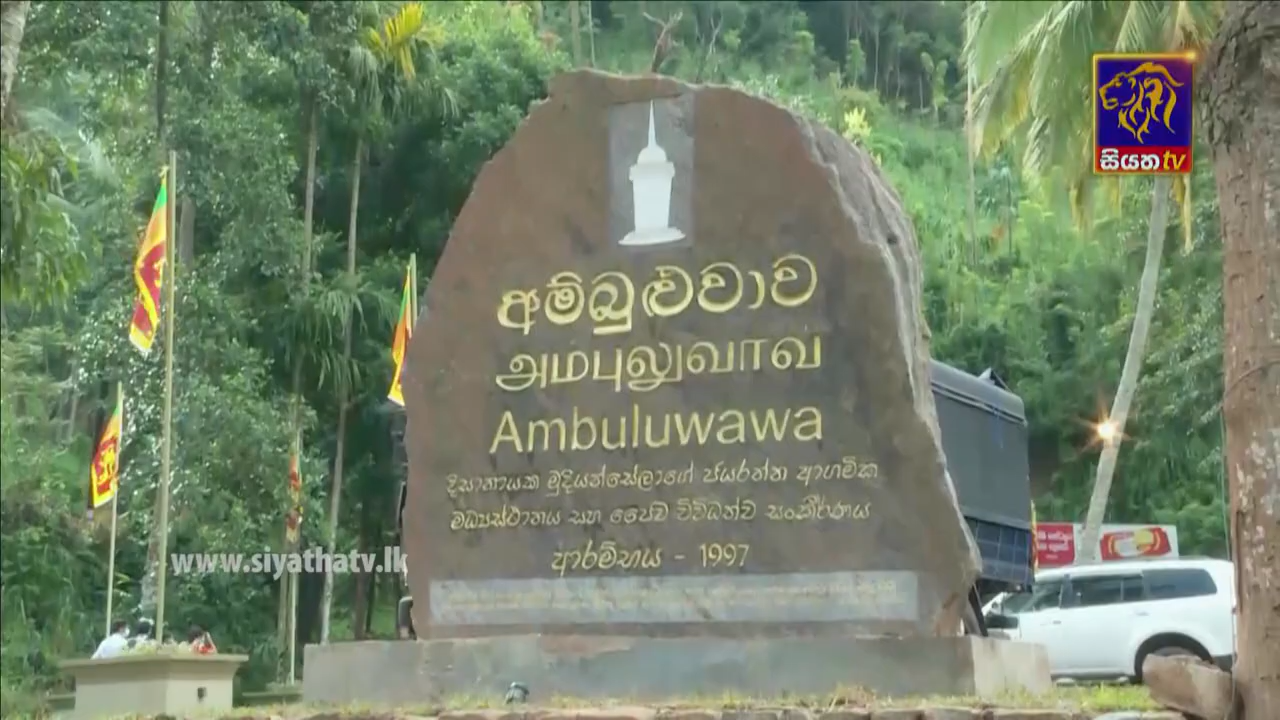 සියත tv
අම්බුළුවාව
அமபுலுவாவ
Ambuluwawa
දිසානායක මුදියන්සේලාගේ ජයරත්න ආගමික
මධ්‍යස්ථානය සහ ජෛව විවිධත්ව සංකීර්ණය
ආරම්භය - 1997
www.siyathatv.lk